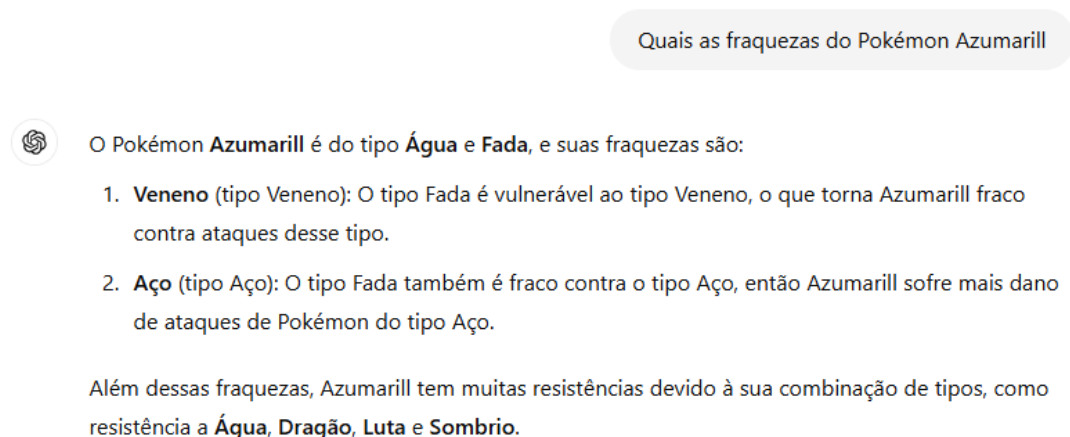 Quais as fraquezas do Pokémon Azumarill
O Pokémon Azumarill é do tipo Água e Fada, e suas fraquezas são:
1. Veneno (tipo Veneno): O tipo Fada é vulnerável ao tipo Veneno, o que torna Azumarill fraco
contra ataques desse tipo.
2. Aço (tipo Aço): O tipo Fada também é fraco contra o tipo Aço, então Azumarill sofre mais dano
de ataques de Pokémon do tipo Aço.
Além dessas fraquezas, Azumarill tem muitas resistências devido à sua combinação de tipos, como
resistência a Água, Dragão, Luta e Sombrio.